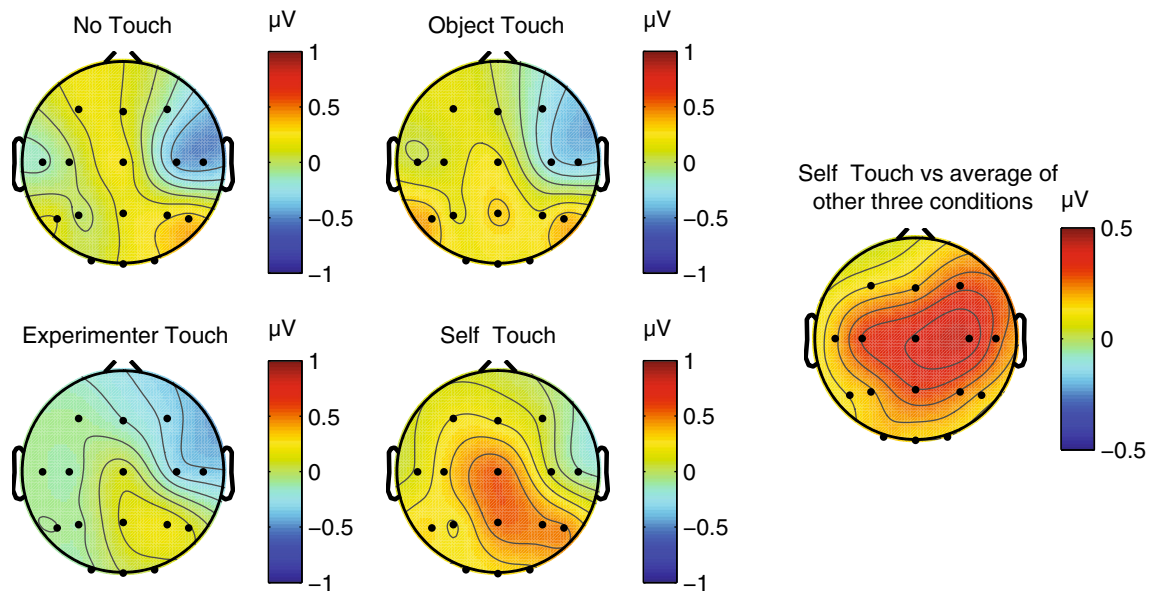 No Touch
μV
1
0.5
0
−0.5
−1
Object Touch
μV
1
0.5
0
−0.5
−1
Experimenter Touch
μV
1
0.5
0
−0.5
−1
Self Touch
μV
1
0.5
0
−0.5
−1
Self Touch vs average of
other three conditions
μV
0.5
0
−0.5